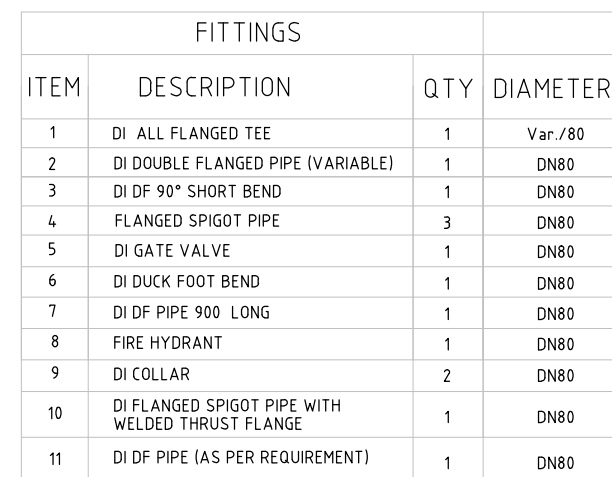 FITTINGS
ITEM DESCRIPTION QTY DIAMETER
1 DI ALL FLANGED TEE 1 Var./80
2 DI DOUBLE FLANGED PIPE (VARIABLE) 1 DN80
3 DI DF 90° SHORT BEND 1 DN80
4 FLANGED SPIGOT PIPE 3 DN80
5 DI GATE VALVE 1 DN80
6 DI DUCK FOOT BEND 1 DN80
7 DI DF PIPE 900 LONG 1 DN80
8 FIRE HYDRANT 1 DN80
9 DI COLLAR 2 DN80
10 DI FLANGED SPIGOT PIPE WITH
WELDED THRUST FLANGE 1 DN80
11 DI DF PIPE (AS PER REQUIREMENT) 1 DN80